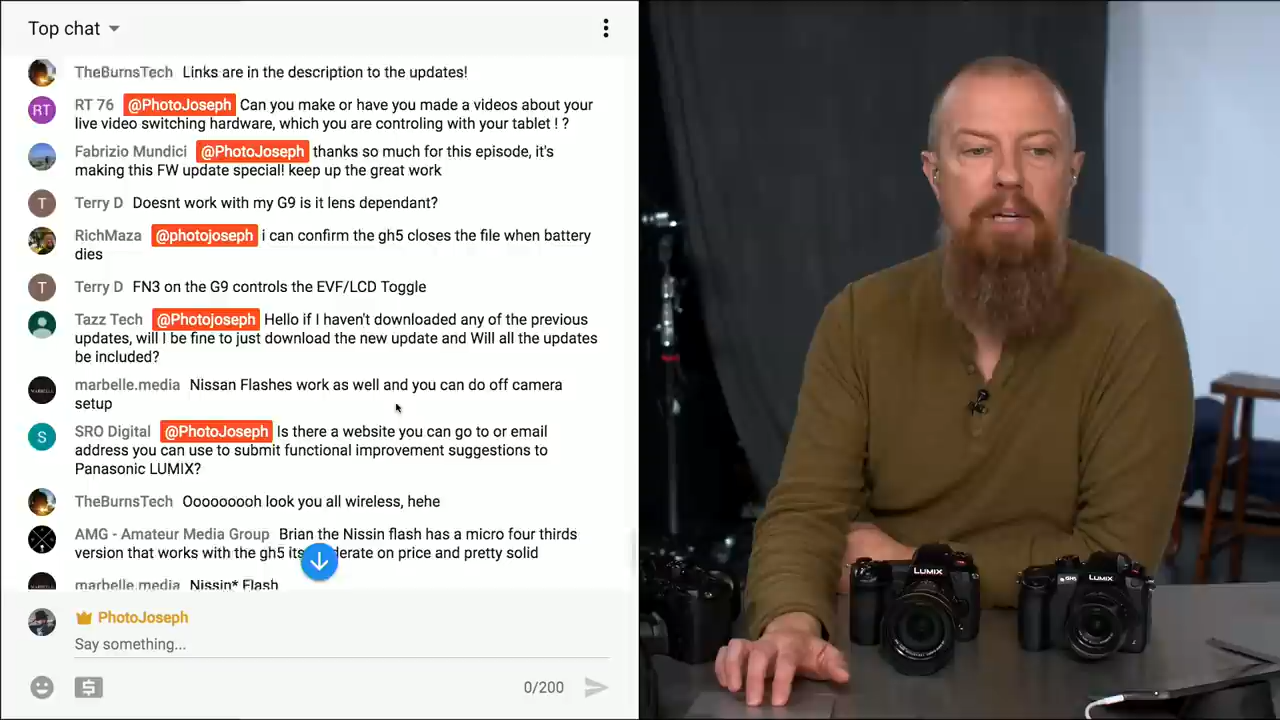 Top chat
TheBurnsTech Links are in the description to the updates!
RT RT 76 @PhotoJoseph Can you make or have you made a videos about your
live video switching hardware, which you are controling with your tablet ! ?
Fabrizio Mundici @PhotoJoseph thanks so much for this episode, it's
making this FW update special! keep up the great work
T Terry D Doesnt work with my G9 is it lens dependant?
RichMaza @photojoseph i can confirm the gh5 closes the file when battery
dies
T Terry D FN3 on the G9 controls the EVF/LCD Toggle
Tazz Tech @Photojoseph Hello if I haven't downloaded any of the previous
updates, will I be fine to just download the new update and Will all the updates
be included?
marbelle.media Nissan Flashes work as well and you can do off camera
setup
S SRO Digital @PhotoJoseph Is there a website you can go to or email
address you can use to submit functional improvement suggestions to
Panasonic LUMIX?
TheBurnsTech Ooooooooh look you all wireless, hehe
AMG - Amateur Media Group Brian the Nissin flash has a micro four thirds
version that works with the gh5 its derate on price and pretty solid
marbelle.media Nissin* Flash
PhotoJoseph
Say something...
$
0/200
LUMIX
GH5 LUMIX